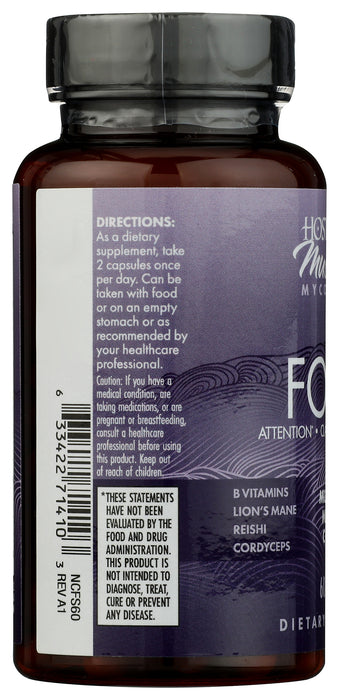 DIRECTIONS:
As a dietary
supplement, take
2 capsules once
per day. Can be
taken with food
or on an empty
stomach or as
recommended by
your healthcare
professional.
Caution: If you have a
medical condition, are
taking medications, or are
pregnant or breastfeeding,
consult a healthcare
professional before using
this product. Keep out
of reach of children.
*THESE STATEMENTS
HAVE NOT BEEN
EVALUATED BY THE
FOOD AND DRUG
ADMINISTRATION.
THIS PRODUCT IS
NOT INTENDED TO
DIAGNOSE, TREAT,
CURE OR PREVENT
ANY DISEASE.
6 33422 71410 3
NCFS60
REV.A1
HOS
MYCO
FO
ATTENTION* •
B VITAMINS
LION'S MANE
REISHI
CORDYCEPS
DIETARY